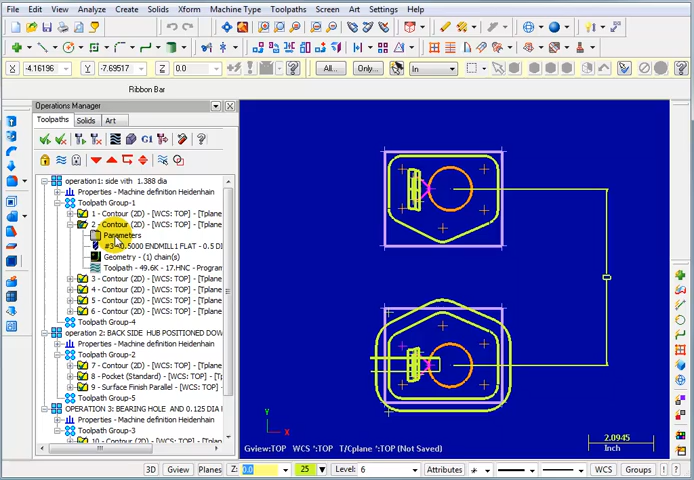 File Edit View Analyze Create Solids Xform Machine Type Toolpaths Screen Art Settings Help
All... Only... In
X -4.16196 Y -7.69517 Z 0.0
Ribbon Bar
Operations Manager
Toolpaths Solids Art
G1
operation1: side vith 1.388 dia
Properties - Machine definition Heidenhain
Toolpath Group-1
1 - Contour (2D) - [WCS: TOP] - [Tplane
2 - Contour (2D) - [WCS: TOP] - [Tplane
Parameters
#3 - 0.5000 ENDMILL1 FLAT - 0.5 D
Geometry - (1) chain(s)
Toolpath - 49.6K - 17.HNC - Program
3 - Contour (2D) - [WCS: TOP] - [Tplane
4 - Contour (2D) - [WCS: TOP] - [Tplane
5 - Contour (2D) - [WCS: TOP] - [Tplane
6 - Contour (2D) - [WCS: TOP] - [Tplane
Toolpath Group-4
operation 2: BACK SIDE HUB POSITIONED DOW
Properties - Machine definition Heidenhain
Toolpath Group-2
7 - Contour (2D) - [WCS: TOP] - [Tplane
8 - Pocket (Standard) - [WCS: TOP] - [T
9 - Surface Finish Parallel - [WCS: TOP]
Toolpath Group-5
OPERATION 3: BEARING HOLE AND 0.125 DIA
Properties - Machine definition Heidenhain
Toolpath Group-3
10 - Contour (2D) - [WCS: TOP] - [Tplan
Y
X
Gview:TOP WCS *:TOP T/Cplane *:TOP (Not Saved)
2.0945
Inch
3D Gview Planes Z: 0.0 25 Level: 6 Attributes WCS Groups ! ?